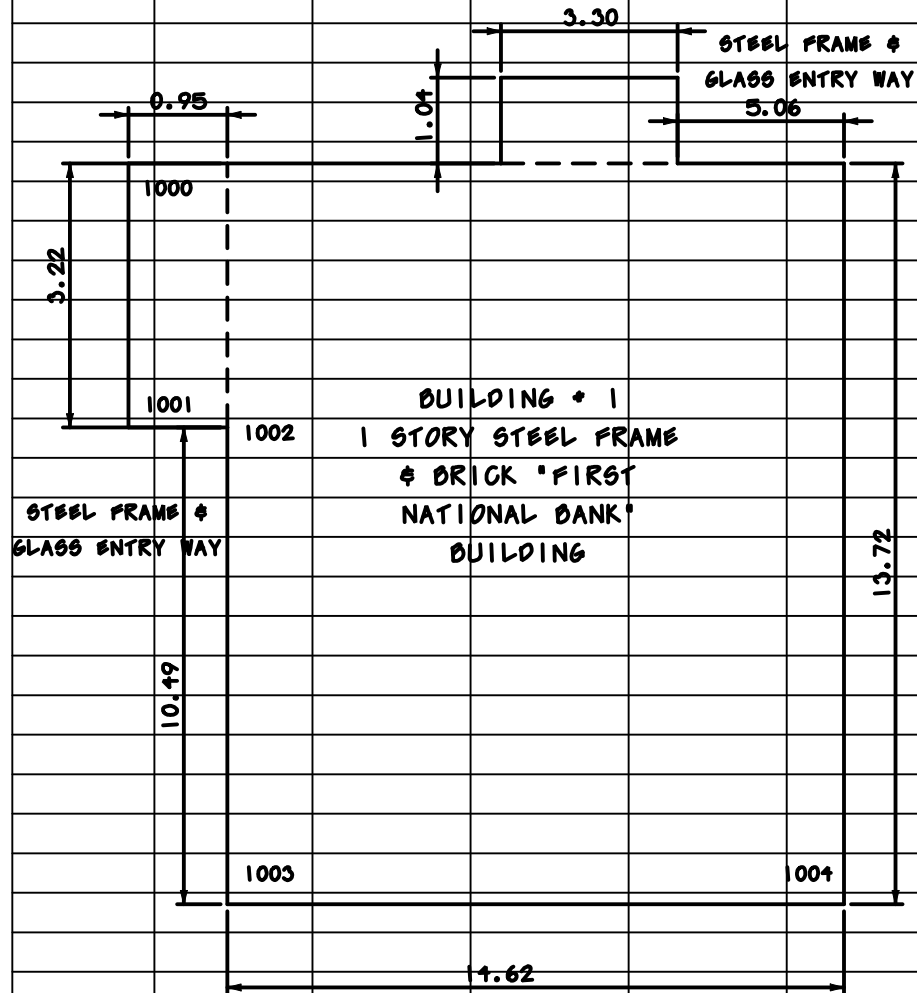 3.30
STEEL FRAME &
GLASS ENTRY WAY
0.95
1.04
5.06
1000
3.22
1001
1002
BUILDING # 1
1 STORY STEEL FRAME
& BRICK "FIRST
NATIONAL BANK"
BUILDING
STEEL FRAME &
GLASS ENTRY WAY
13.72
10.49
1003
1004
14.62